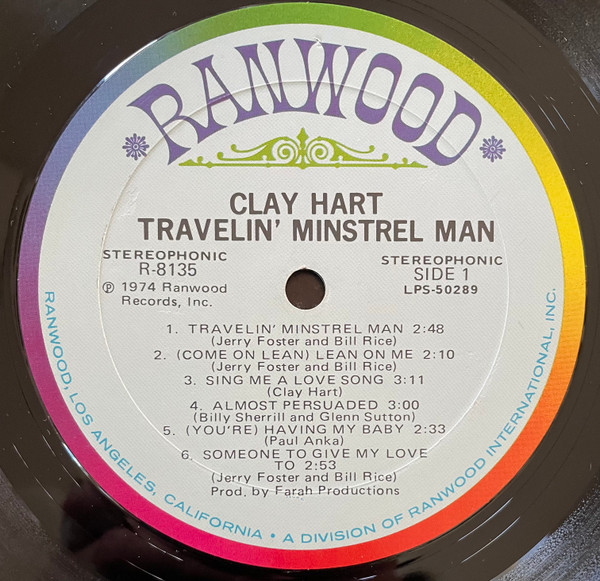 RANWOOD
CLAY HART
TRAVELIN' MINSTREL MAN
STEREOPHONIC
R-8135
℗ 1974 Ranwood
Records, Inc.
STEREOPHONIC
SIDE 1
LPS-50289
1. TRAVELIN' MINSTREL MAN 2:48
(Jerry Foster and Bill Rice)
2. (COME ON LEAN) LEAN ON ME 2:10
(Jerry Foster and Bill Rice)
3. SING ME A LOVE SONG 3:11
(Clay Hart)
4. ALMOST PERSUADED 3:00
(Billy Sherrill and Glenn Sutton)
5. (YOU'RE) HAVING MY BABY 2:33
(Paul Anka)
6. SOMEONE TO GIVE MY LOVE
TO 2:53
(Jerry Foster and Bill Rice)
Prod. by Farah Productions
RANWOOD, LOS ANGELES, CALIFORNIA • A DIVISION OF RANWOOD INTERNATIONAL, INC.